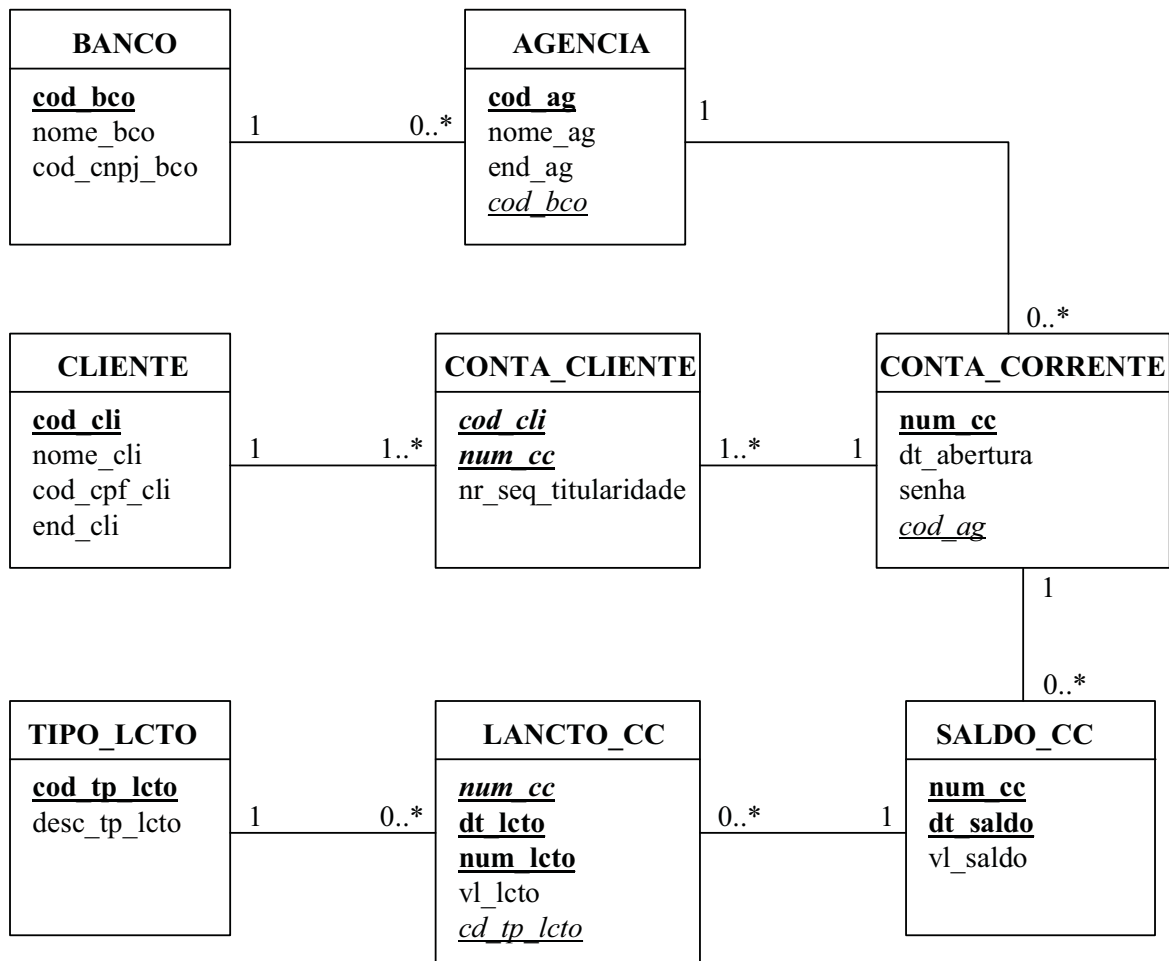 BANCO
cod_bco
nome_bco
cod_cnpj_bco
1
0..*
AGENCIA
cod_ag
nome_ag
end_ag
cod_bco
1
0..*
CLIENTE
cod_cli
nome_cli
cod_cpf_cli
end_cli
1
1..*
CONTA_CLIENTE
cod_cli
num_cc
nr_seq_titularidade
1..*
1
CONTA_CORRENTE
num_cc
dt_abertura
senha
cod_ag
1
0..*
TIPO_LCTO
cod_tp_lcto
desc_tp_lcto
1
0..*
LANCTO_CC
num_cc
dt_lcto
num_lcto
vl_lcto
cd_tp_lcto
0..*
1
SALDO_CC
num_cc
dt_saldo
vl_saldo